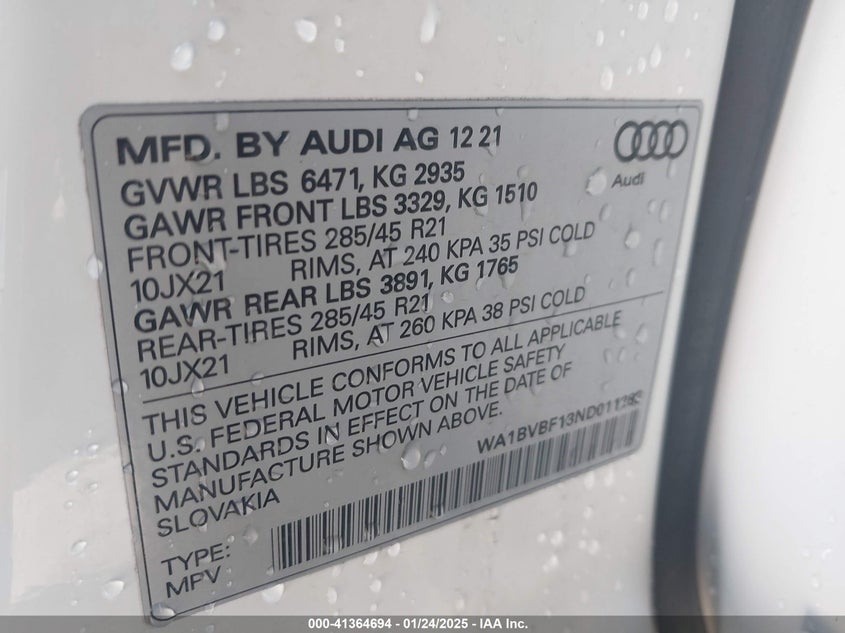 MFD. BY AUDI AG 12 21
Audi
GVWR LBS 6471, KG 2935
GAWR FRONT LBS 3329, KG 1510
FRONT-TIRES 285/45 R21
10JX21 RIMS, AT 240 KPA 35 PSI COLD
GAWR REAR LBS 3891, KG 1765
REAR-TIRES 285/45 R21
10JX21 RIMS, AT 260 KPA 38 PSI COLD
THIS VEHICLE CONFORMS TO ALL APPLICABLE
U.S. FEDERAL MOTOR VEHICLE SAFETY
STANDARDS IN EFFECT ON THE DATE OF
MANUFACTURE SHOWN ABOVE.
SLOVAKIA
TYPE:
MPV
000-41364694 — 01/24/2025 — IAA Inc.